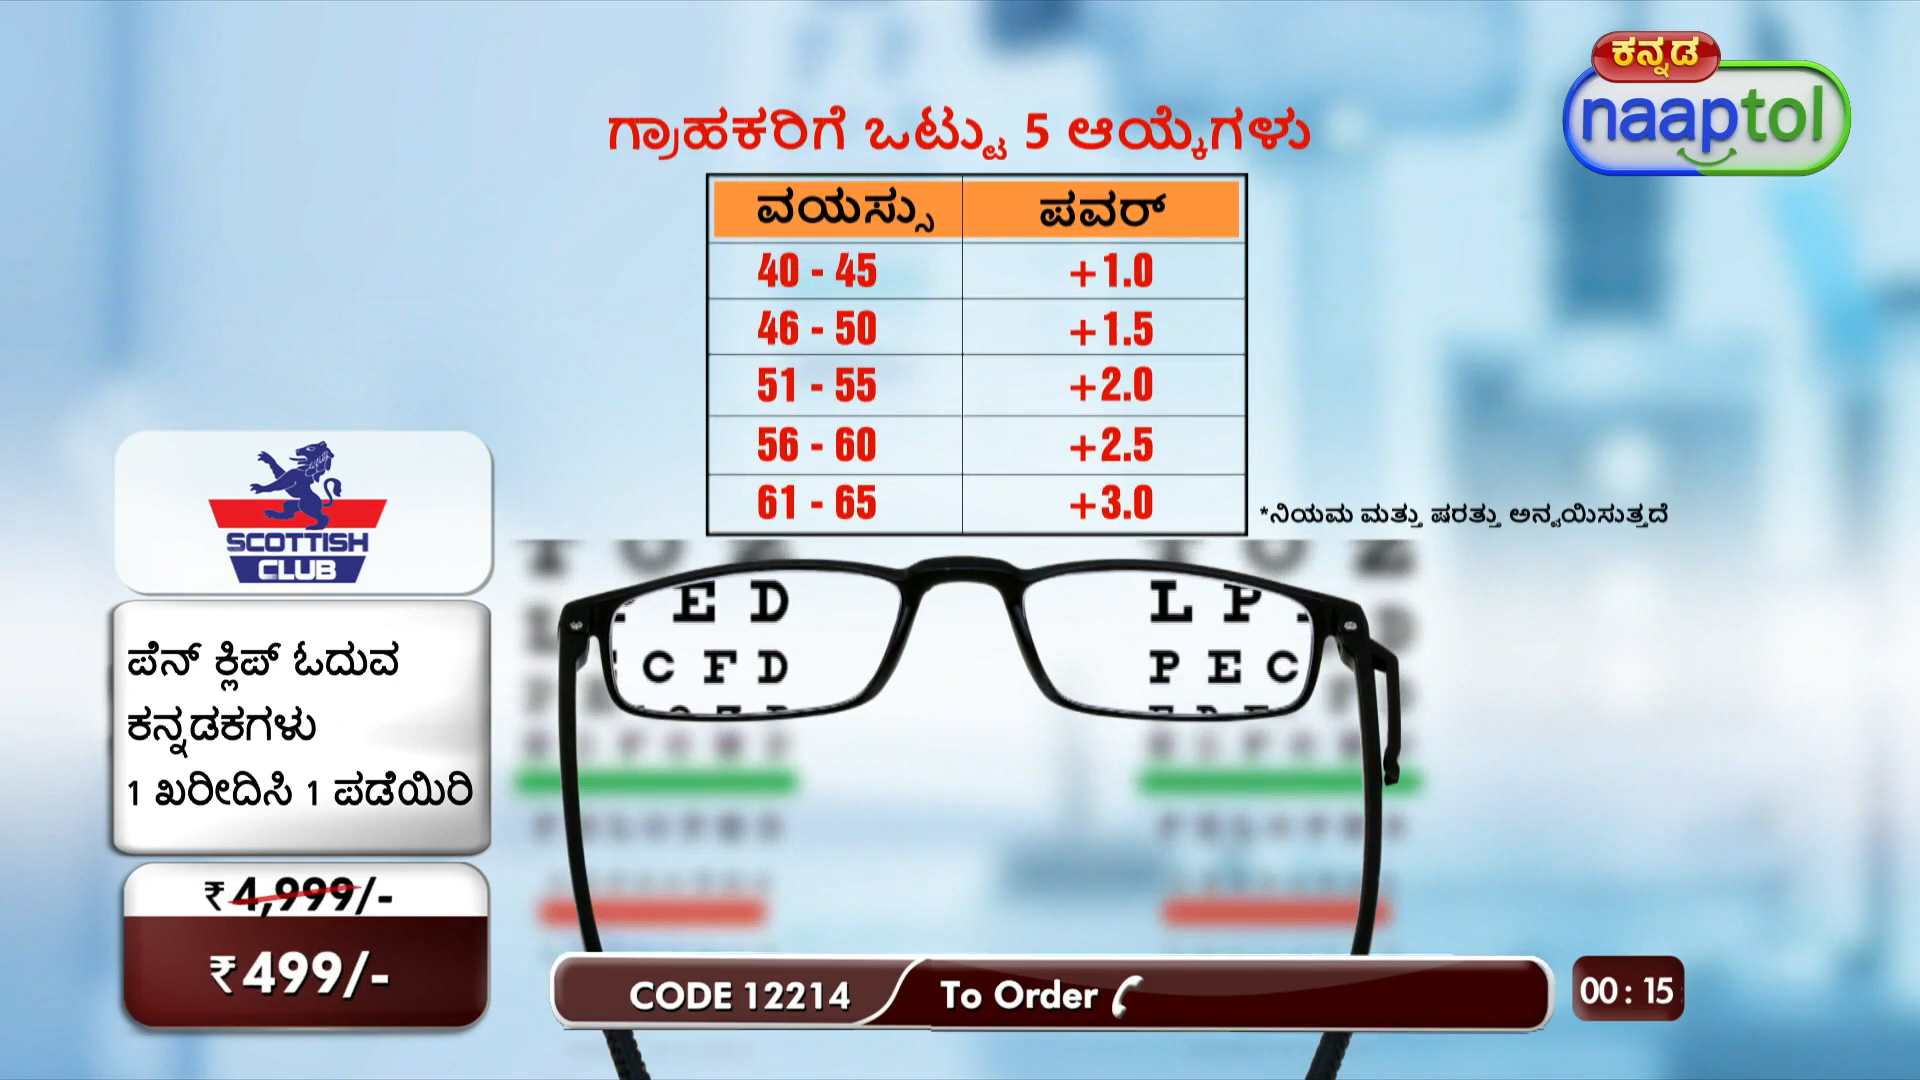 ಕನ್ನಡ
naaptol
ಗ್ರಾಹಕರಿಗೆ ಒಟ್ಟು 5 ಆಯ್ಕೆಗಳು
ವಯಸ್ಸು ಪವರ್
40 - 45 +1.0
46 - 50 +1.5
51 - 55 +2.0
56 - 60 +2.5
61 - 65 +3.0
*ನಿಯಮ ಮತ್ತು ಷರತ್ತು ಅನ್ವಯಿಸುತ್ತದೆ
SCOTTISH
CLUB
E D L P
C F D P E C
ಪೆನ್ ಕ್ಲಿಪ್ ಓದುವ
ಕನ್ನಡಕಗಳು
1 ಖರೀದಿಸಿ 1 ಪಡೆಯಿರಿ
₹4,999/-
₹499/-
CODE 12214 To Order
00 : 15